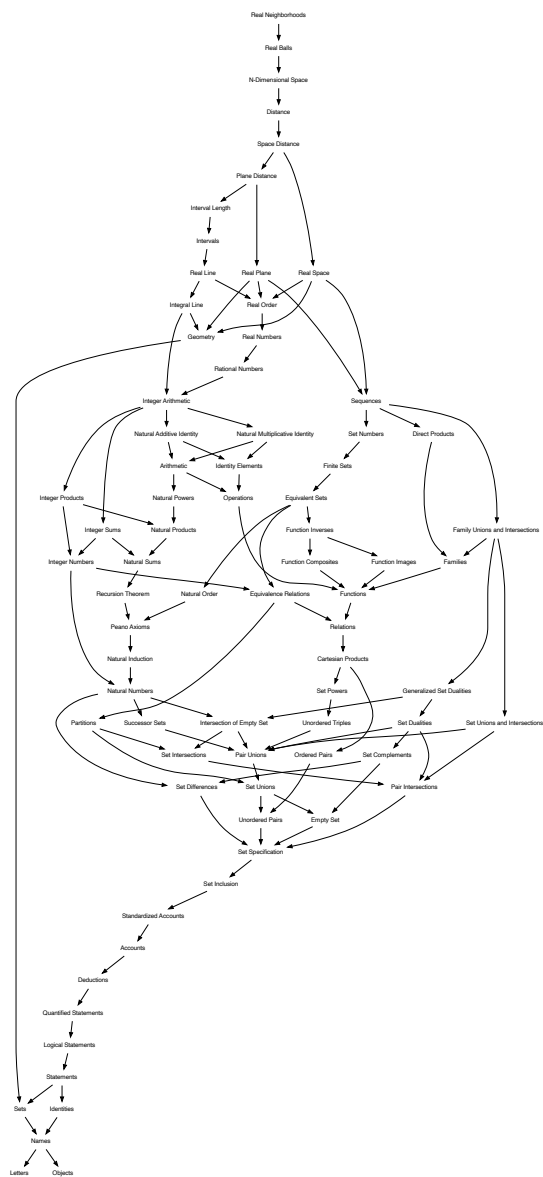 Real Neighborhoods
Real Balls
N-Dimensional Space
Distance
Space Distance
Plane Distance
Interval Length
Intervals
Real Line
Real Plane
Real Space
Integral Line
Real Order
Geometry
Real Numbers
Rational Numbers
Integer Arithmetic
Sequences
Natural Additive Identity
Natural Multiplicative Identity
Set Numbers
Direct Products
Arithmetic
Identity Elements
Finite Sets
Integer Products
Natural Powers
Operations
Equivalent Sets
Integer Sums
Natural Products
Function Inverses
Family Unions and Intersections
Integer Numbers
Natural Sums
Function Composites
Function Images
Families
Recursion Theorem
Natural Order
Equivalence Relations
Functions
Peano Axioms
Relations
Natural Induction
Cartesian Products
Natural Numbers
Set Powers
Generalized Set Dualities
Partitions
Successor Sets
Intersection of Empty Set
Unordered Triples
Set Dualities
Set Unions and Intersections
Set Intersections
Pair Unions
Ordered Pairs
Set Complements
Set Differences
Set Unions
Pair Intersections
Unordered Pairs
Empty Set
Set Specification
Set Inclusion
Standardized Accounts
Accounts
Deductions
Quantified Statements
Logical Statements
Statements
Sets
Identities
Names
Letters
Objects